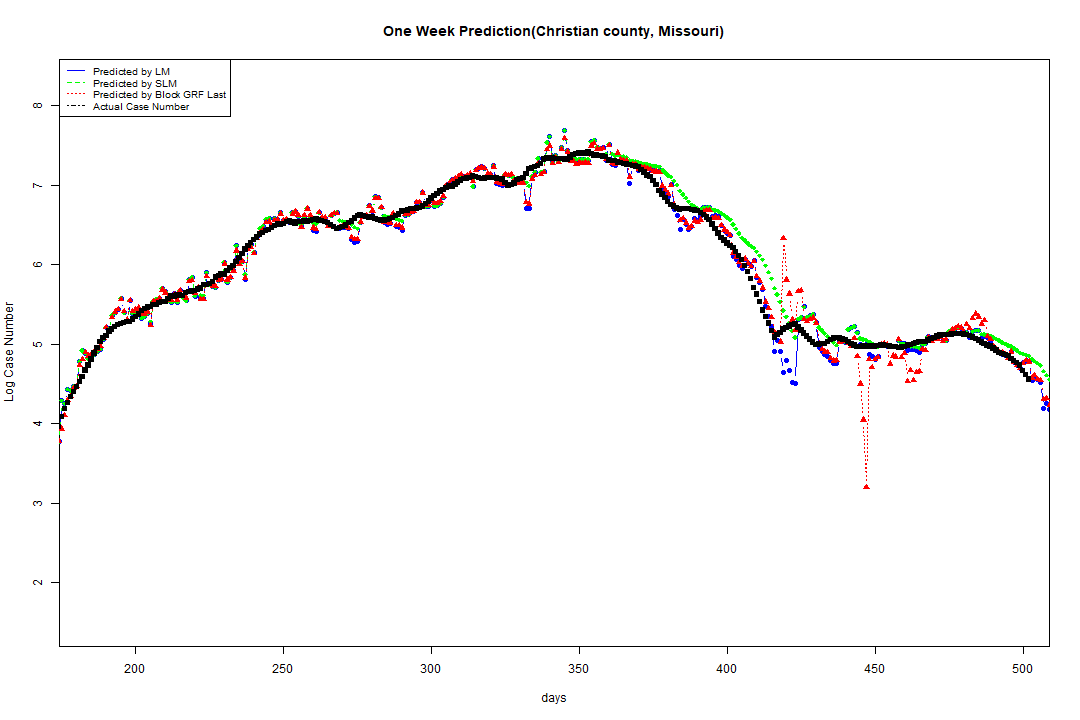 One Week Prediction(Christian county, Missouri)
Predicted by LM
Predicted by SLM
Predicted by Block GRF Last
Actual Case Number
8
7
6
5
4
3
2
Log Case Number
200 250 300 350 400 450 500
days